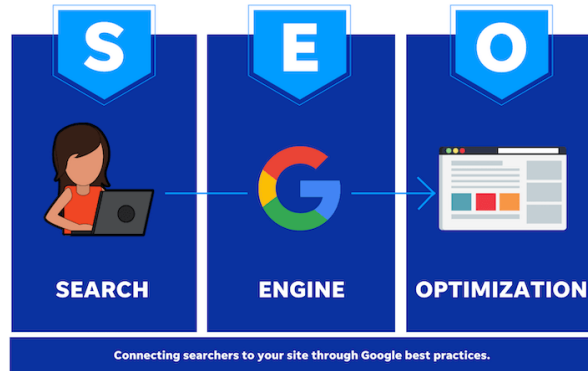 S
E
O
SEARCH
ENGINE
OPTIMIZATION
Connecting searchers to your site through Google best practices.